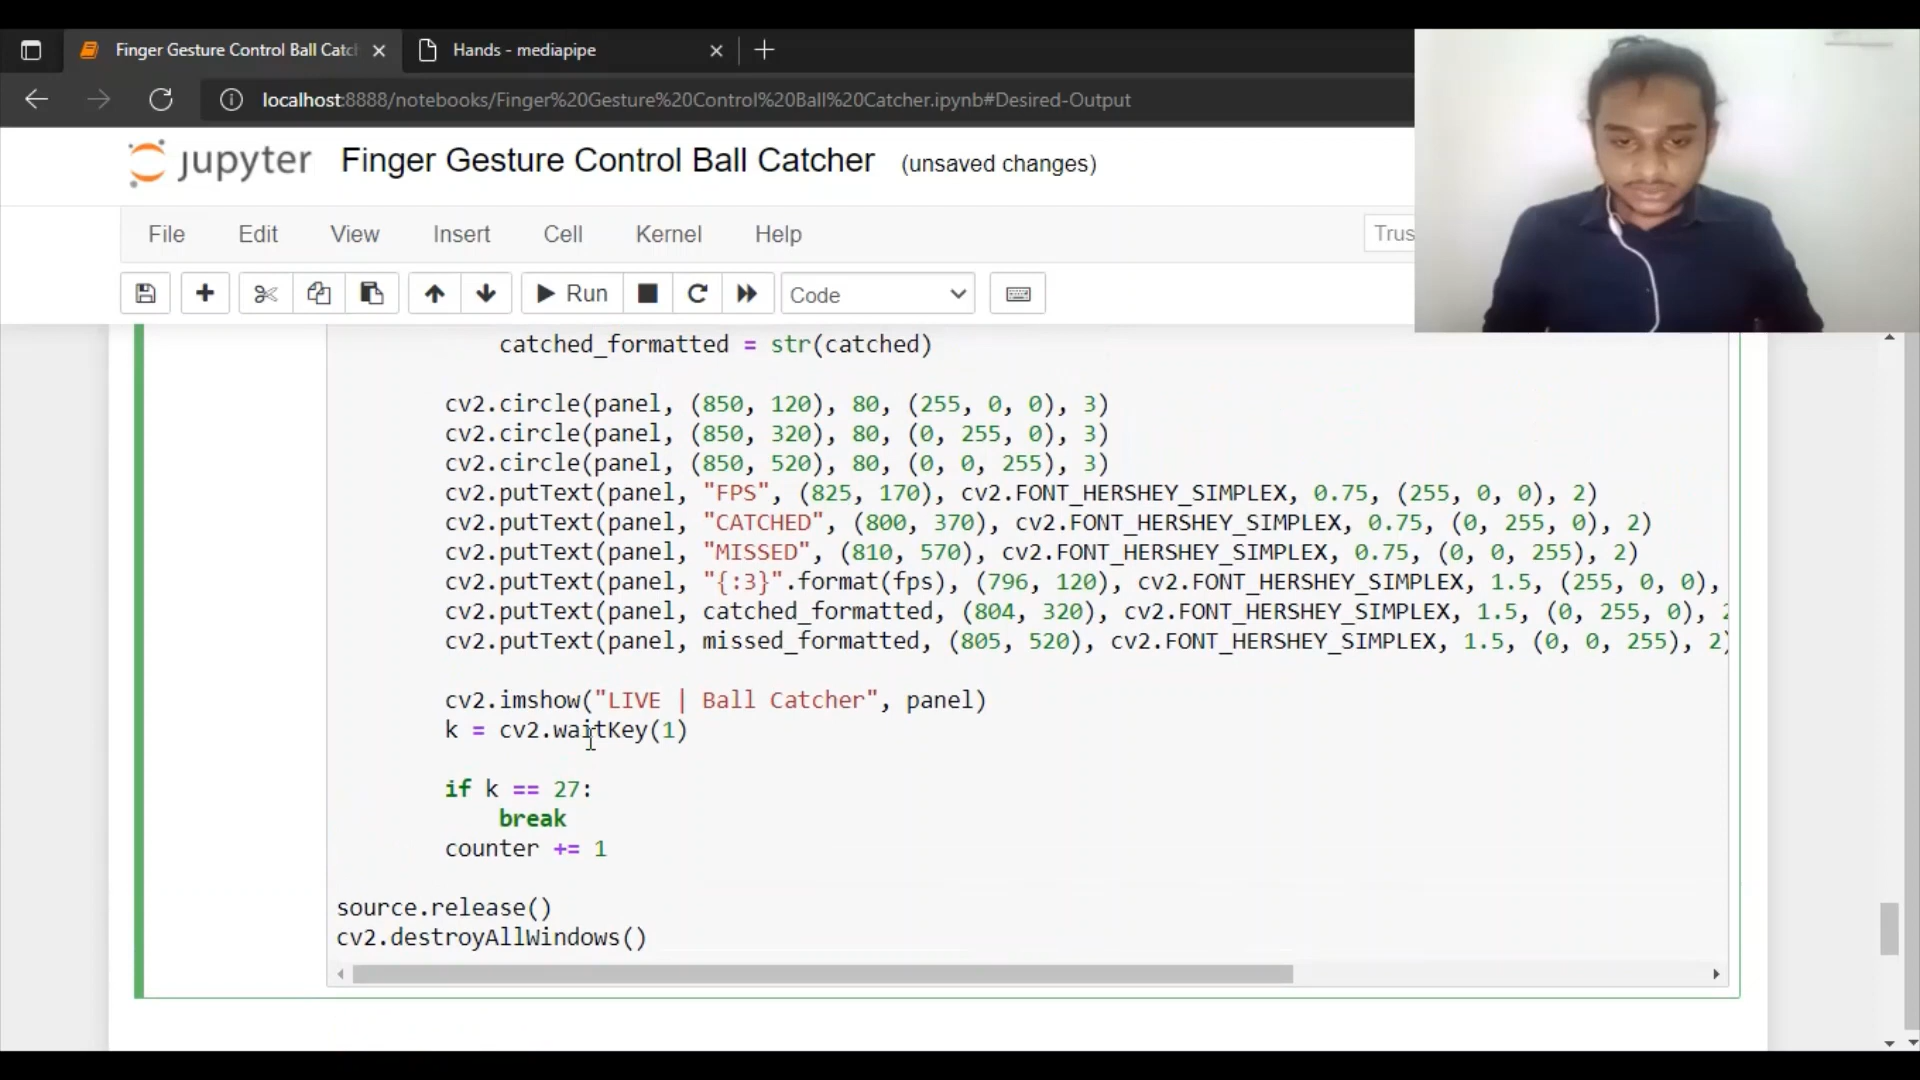 Finger Gesture Control Ball Catc
Hands - mediapipe
localhost:8888/notebooks/Finger%20Gesture%20Control%20Ball%20Catcher.ipynb#Desired-Output
jupyter Finger Gesture Control Ball Catcher (unsaved changes)
File Edit View Insert Cell Kernel Help Trus
Run Code
catched_formatted = str(catched)
cv2.circle(panel, (850, 120), 80, (255, 0, 0), 3)
cv2.circle(panel, (850, 320), 80, (0, 255, 0), 3)
cv2.circle(panel, (850, 520), 80, (0, 0, 255), 3)
cv2.putText(panel, "FPS", (825, 170), cv2.FONT_HERSHEY_SIMPLEX, 0.75, (255, 0, 0), 2)
cv2.putText(panel, "CATCHED", (800, 370), cv2.FONT_HERSHEY_SIMPLEX, 0.75, (0, 255, 0), 2)
cv2.putText(panel, "MISSED", (810, 570), cv2.FONT_HERSHEY_SIMPLEX, 0.75, (0, 0, 255), 2)
cv2.putText(panel, "{:3}".format(fps), (796, 120), cv2.FONT_HERSHEY_SIMPLEX, 1.5, (255, 0, 0),
cv2.putText(panel, catched_formatted, (804, 320), cv2.FONT_HERSHEY_SIMPLEX, 1.5, (0, 255, 0), 2
cv2.putText(panel, missed_formatted, (805, 520), cv2.FONT_HERSHEY_SIMPLEX, 1.5, (0, 0, 255), 2)
cv2.imshow("LIVE | Ball Catcher", panel)
k = cv2.waitKey(1)
if k == 27:
break
counter += 1
source.release()
cv2.destroyAllWindows()